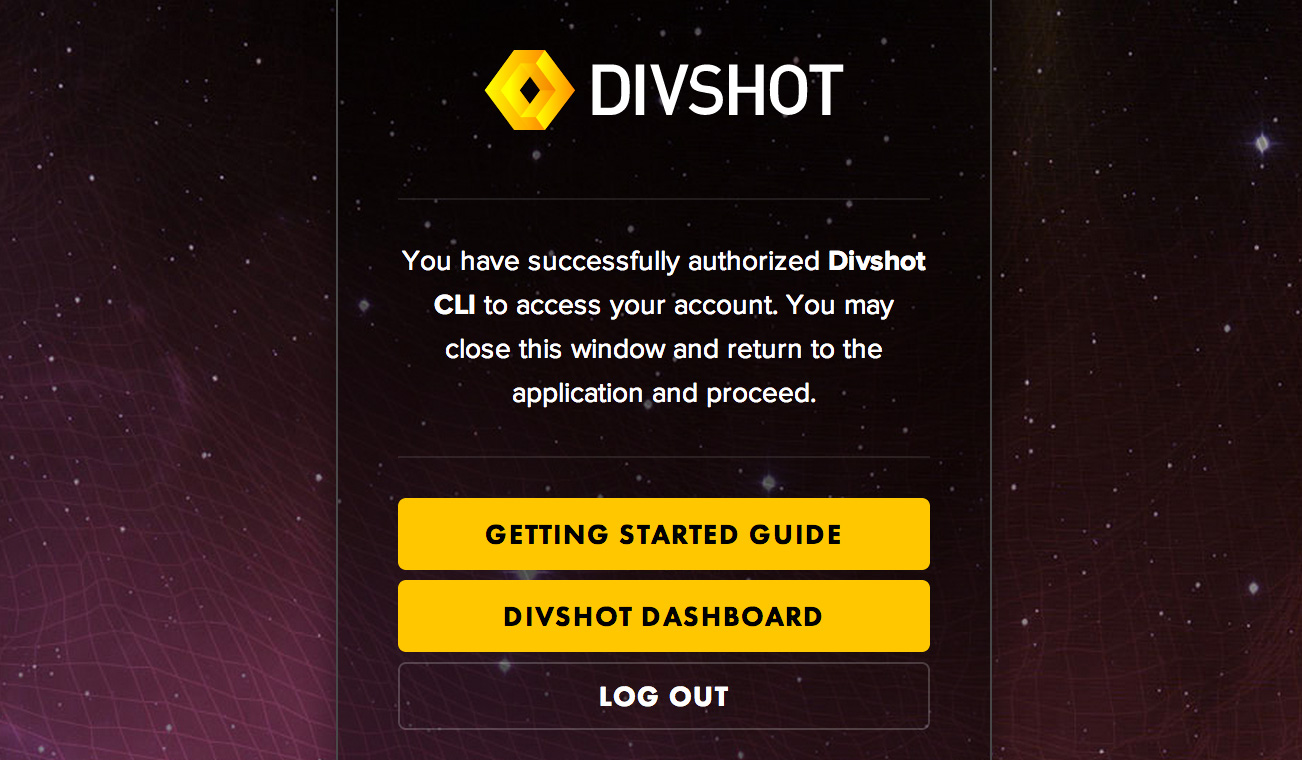 DIVSHOT
You have successfully authorized Divshot
CLI to access your account. You may
close this window and return to the
application and proceed.
GETTING STARTED GUIDE
DIVSHOT DASHBOARD
LOG OUT